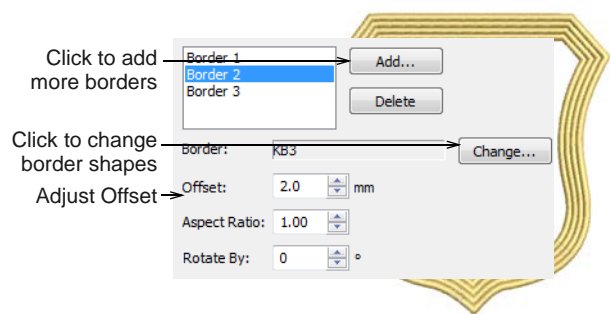 Click to add
more borders
Border 1
Border 2
Border 3
Add...
Delete
Click to change
border shapes
Border:
KB3
Change...
Adjust Offset
Offset:
2.0
mm
Aspect Ratio:
1.00
Rotate By:
0
°